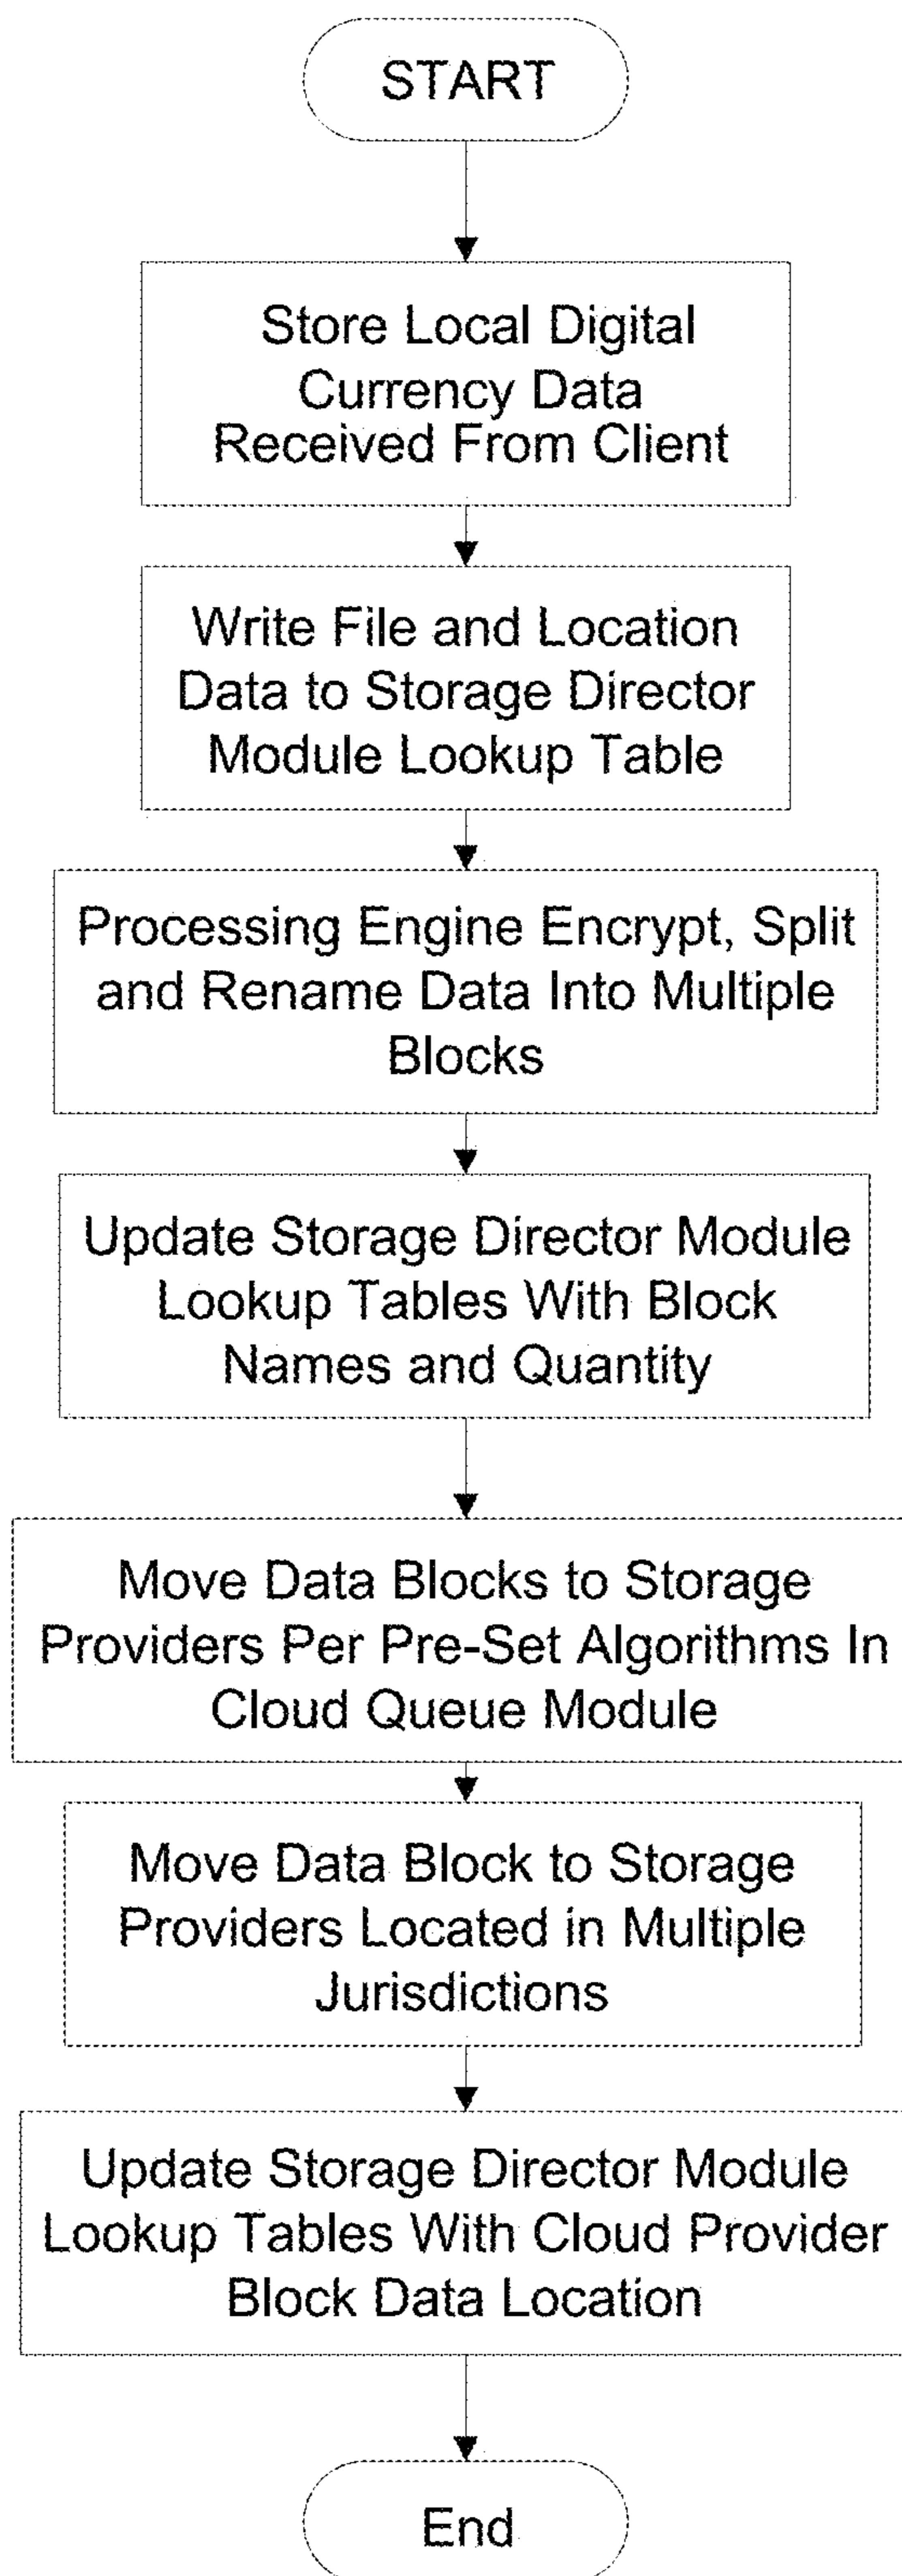 START
Store Local Digital
Currency Data
Received From Client
Write File and Location
Data to Storage Director
Module Lookup Table
Processing Engine Encrypt, Split
and Rename Data Into Multiple
Blocks
Update Storage Director Module
Lookup Tables With Block
Names and Quantity
Move Data Blocks to Storage
Providers Per Pre-Set Algorithms In
Cloud Queue Module
Move Data Block to Storage
Providers Located in Multiple
Jurisdictions
Update Storage Director Module
Lookup Tables With Cloud Provider
Block Data Location
End